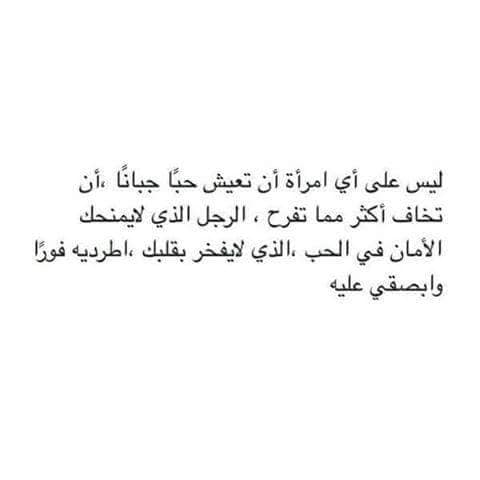 ليس على أي امرأة أن تعيش حبًا جبانًا ،أن
تخاف أكثر مما تفرح ، الرجل الذي لايمنحك
الأمان في الحب ،الذي لايفخر بقلبك ،اطرديه فورًا
وابصقي عليه